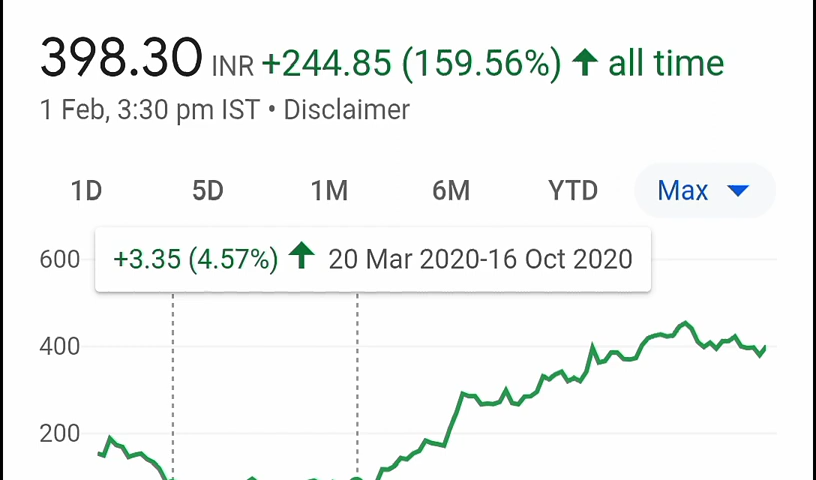 398.30 INR +244.85 (159.56%) ↑ all time
1 Feb, 3:30 pm IST • Disclaimer
1D 5D 1M 6M YTD Max
+3.35 (4.57%) ↑ 20 Mar 2020-16 Oct 2020
600
400
200